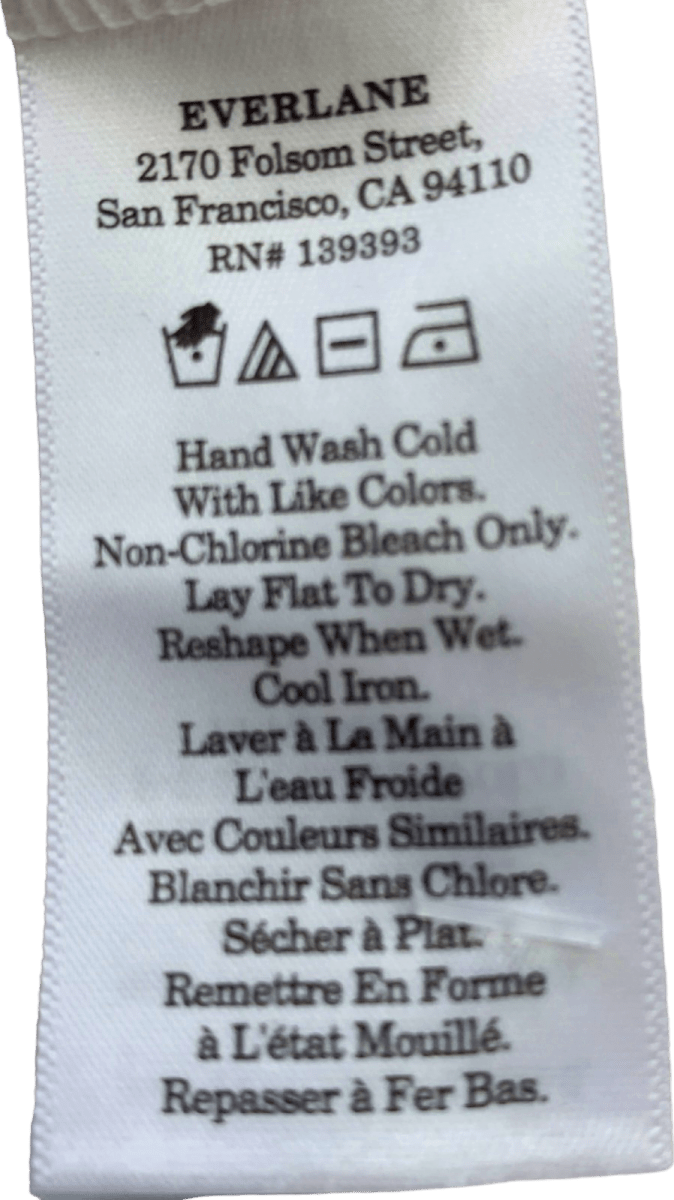 EVERLANE
2170 Folsom Street,
San Francisco, CA 94110
RN# 139393
Hand Wash Cold
With Like Colors.
Non-Chlorine Bleach Only.
Lay Flat To Dry.
Reshape When Wet.
Cool Iron.
Laver à La Main à
L'eau Froide
Avec Couleurs Similaires.
Blanchir Sans Chlore.
Sécher à Plat.
Remettre En Forme
à L'état Mouillé.
Repasser à Fer Bas.